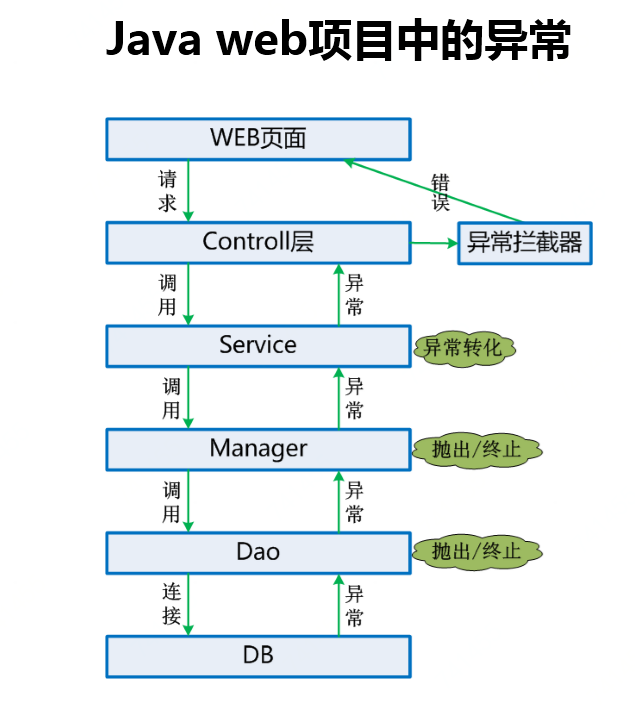 Java web项目中的异常
WEB页面
请求
错误
Controll层
异常拦截器
调用
异常
Service
异常转化
调用
异常
Manager
抛出/终止
调用
异常
Dao
抛出/终止
连接
异常
DB